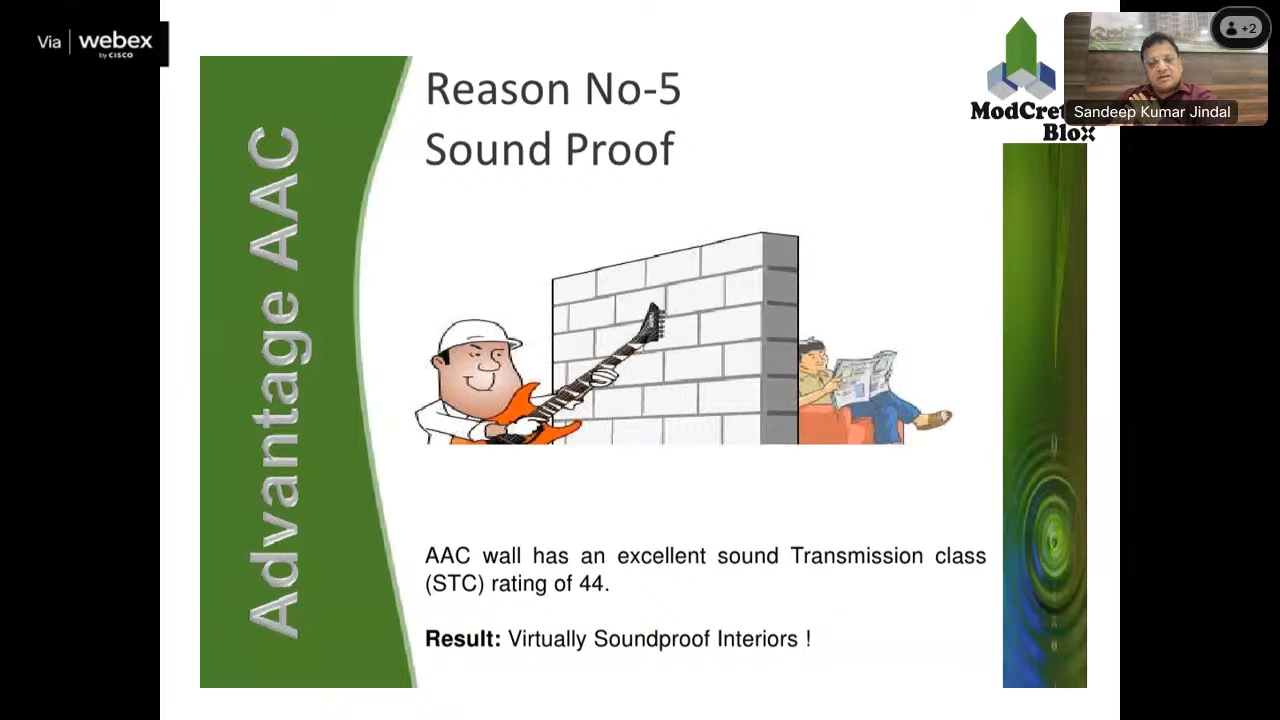 Via webex
by CISCO
+2
Sandeep Kumar Jindal
ModCret
Blox
Advantage AAC
Reason No-5
Sound Proof
AAC wall has an excellent sound Transmission class
(STC) rating of 44.
Result: Virtually Soundproof Interiors !